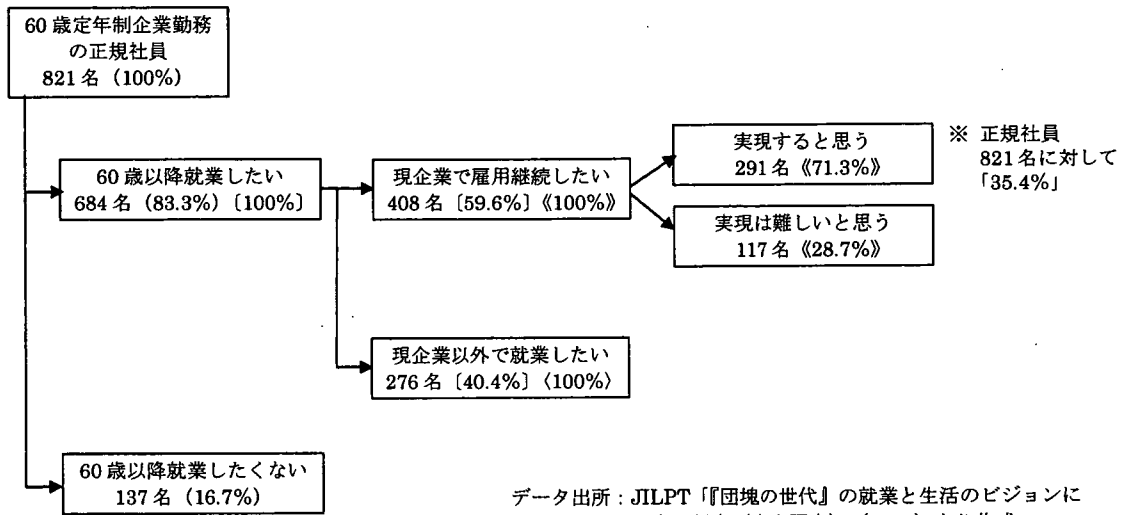 60歳定年制企業勤務
の正規社員
821名（100%）
60歳以降就業したい
684名（83.3%）〔100%〕
現企業で雇用継続したい
408名〔59.6%〕《100%》
実現すると思う
291名《71.3%》
※ 正規社員
821名に対して
「35.4%」
実現は難しいと思う
117名《28.7%》
現企業以外で就業したい
276名〔40.4%〕〈100%〉
60歳以降就業したくない
137名（16.7%）
データ出所：JILPT「『団塊の世代』の就業と生活のビジョンに